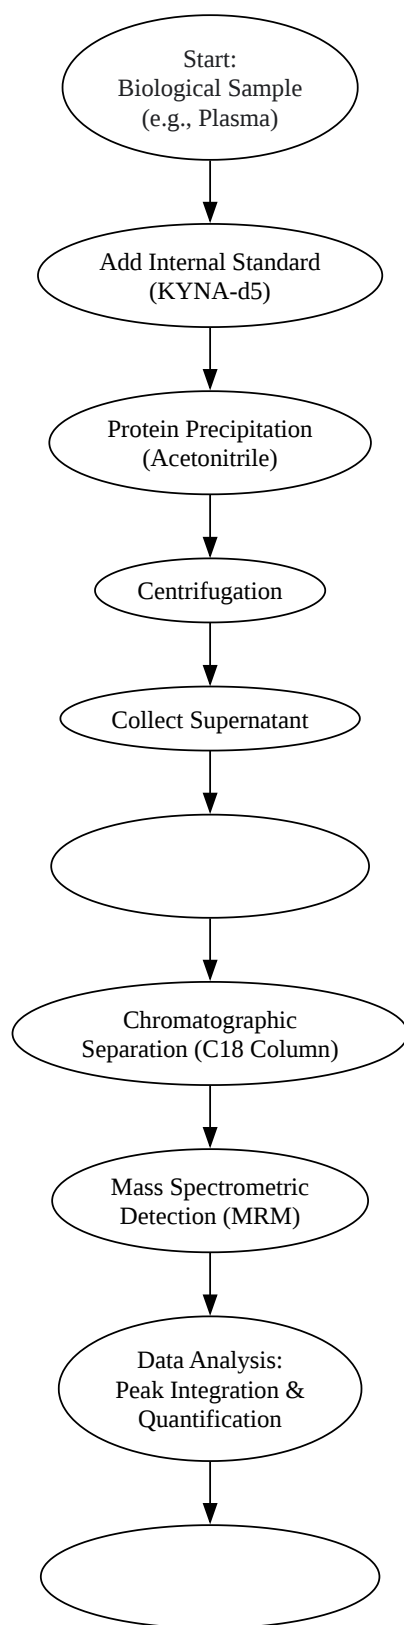 Start:
Biological Sample
(e.g., Plasma)
Add Internal Standard
(KYNA-d5)
Protein Precipitation
(Acetonitrile)
Centrifugation
Collect Supernatant
Chromatographic
Separation (C18 Column)
Mass Spectrometric
Detection (MRM)
Data Analysis:
Peak Integration &
Quantification